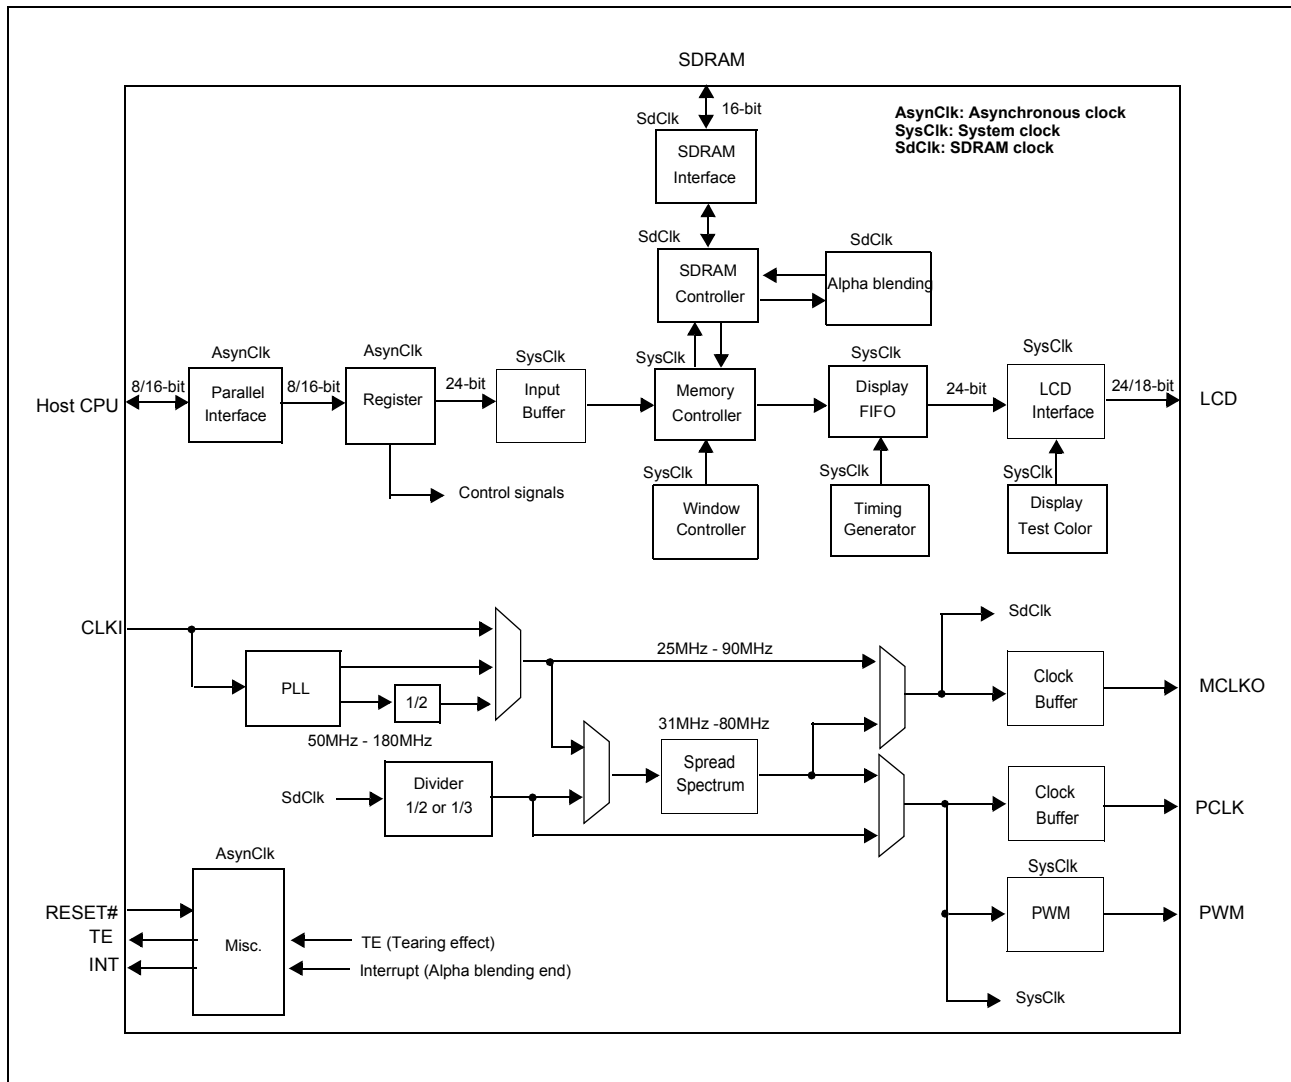 SDRAM
16-bit
AsynClk: Asynchronous clock
SysClk: System clock
SdClk: SDRAM clock
SdClk
SDRAM
Interface
SdClk
SdClk
SDRAM
Controller
Alpha blending
AsynClk
AsynClk
SysClk
SysClk
SysClk
SysClk
Host CPU
8/16-bit
Parallel
Interface
8/16-bit
Register
24-bit
Input
Buffer
Memory
Controller
Display
FIFO
24-bit
LCD
Interface
24/18-bit
LCD
SysClk
SysClk
SysClk
Control signals
Window
Controller
Timing
Generator
Display
Test Color
CLKI
SdClk
25MHz - 90MHz
PLL
1/2
Clock
Buffer
MCLKO
50MHz - 180MHz
31MHz -80MHz
Spread
Spectrum
SdClk
Divider
1/2 or 1/3
Clock
Buffer
PCLK
AsynClk
SysClk
RESET#
PWM
PWM
TE
Misc.
TE (Tearing effect)
INT
Interrupt (Alpha blending end)
SysClk